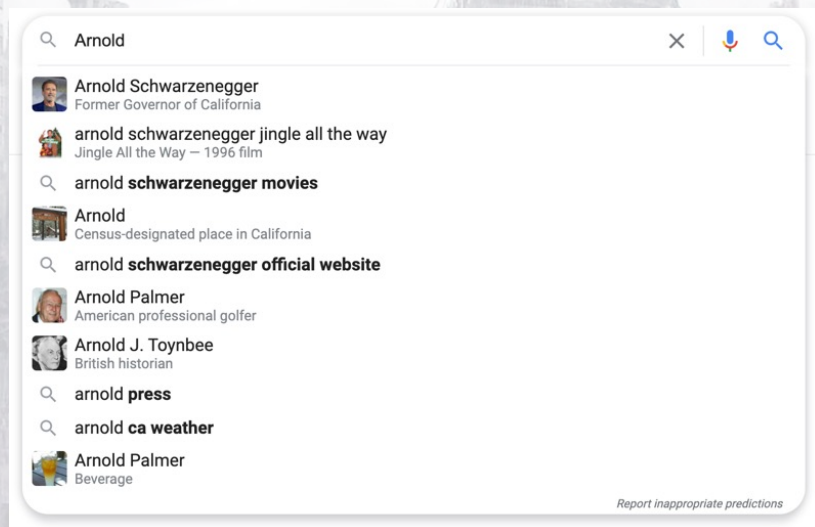 Arnold
Arnold Schwarzenegger
Former Governor of California
arnold schwarzenegger jingle all the way
Jingle All the Way — 1996 film
arnold schwarzenegger movies
Arnold
Census-designated place in California
arnold schwarzenegger official website
Arnold Palmer
American professional golfer
Arnold J. Toynbee
British historian
arnold press
arnold ca weather
Arnold Palmer
Beverage
Report inappropriate predictions